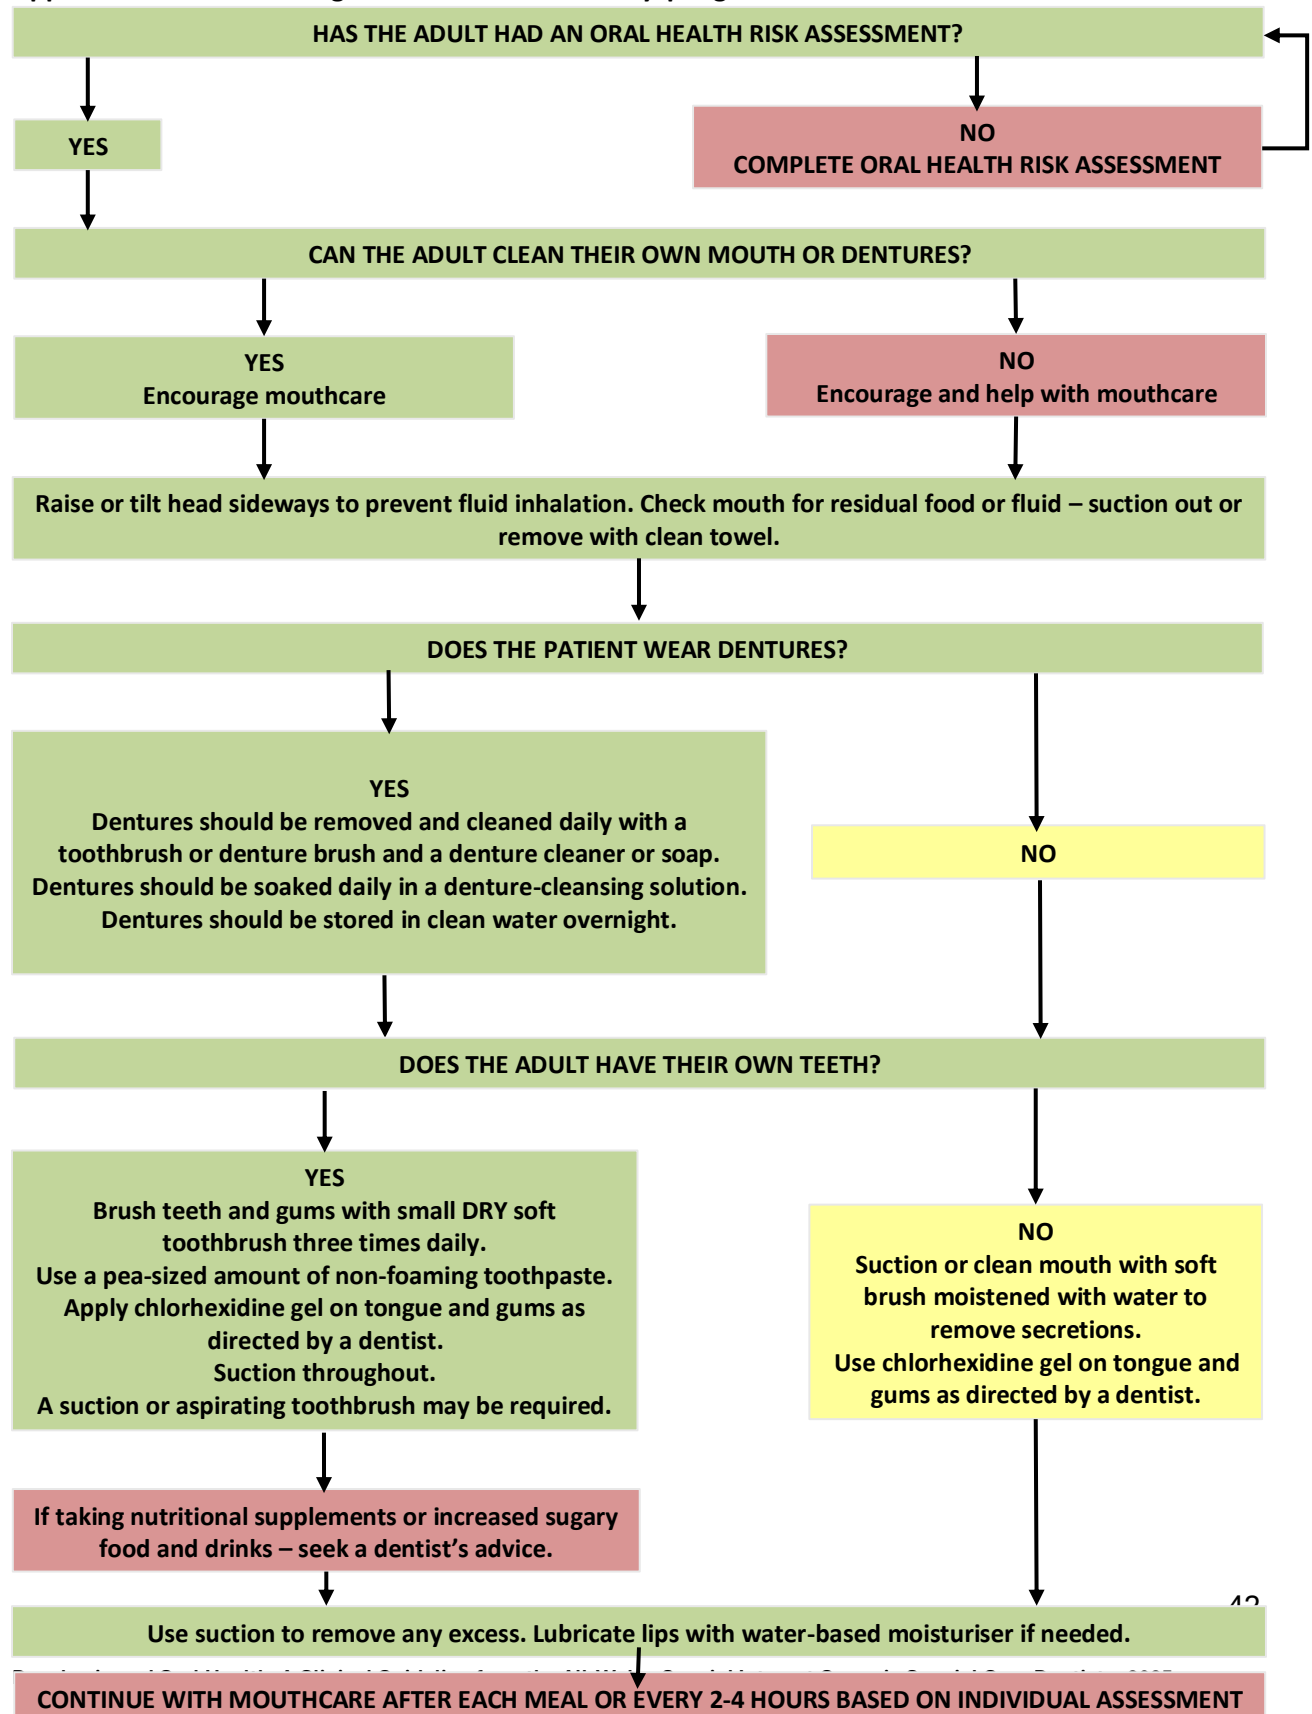 HAS THE ADULT HAD AN ORAL HEALTH RISK ASSESSMENT?
YES
NO
COMPLETE ORAL HEALTH RISK ASSESSMENT
CAN THE ADULT CLEAN THEIR OWN MOUTH OR DENTURES?
YES
Encourage mouthcare
NO
Encourage and help with mouthcare
Raise or tilt head sideways to prevent fluid inhalation. Check mouth for residual food or fluid – suction out or
remove with clean towel.
DOES THE PATIENT WEAR DENTURES?
YES
Dentures should be removed and cleaned daily with a
toothbrush or denture brush and a denture cleaner or soap.
Dentures should be soaked daily in a denture-cleansing solution.
Dentures should be stored in clean water overnight.
NO
DOES THE ADULT HAVE THEIR OWN TEETH?
YES
Brush teeth and gums with small DRY soft
toothbrush three times daily.
Use a pea-sized amount of non-foaming toothpaste.
Apply chlorhexidine gel on tongue and gums as
directed by a dentist.
Suction throughout.
A suction or aspirating toothbrush may be required.
NO
Suction or clean mouth with soft
brush moistened with water to
remove secretions.
Use chlorhexidine gel on tongue and
gums as directed by a dentist.
If taking nutritional supplements or increased sugary
food and drinks – seek a dentist’s advice.
Use suction to remove any excess. Lubricate lips with water-based moisturiser if needed.
CONTINUE WITH MOUTHCARE AFTER EACH MEAL OR EVERY 2-4 HOURS BASED ON INDIVIDUAL ASSESSMENT